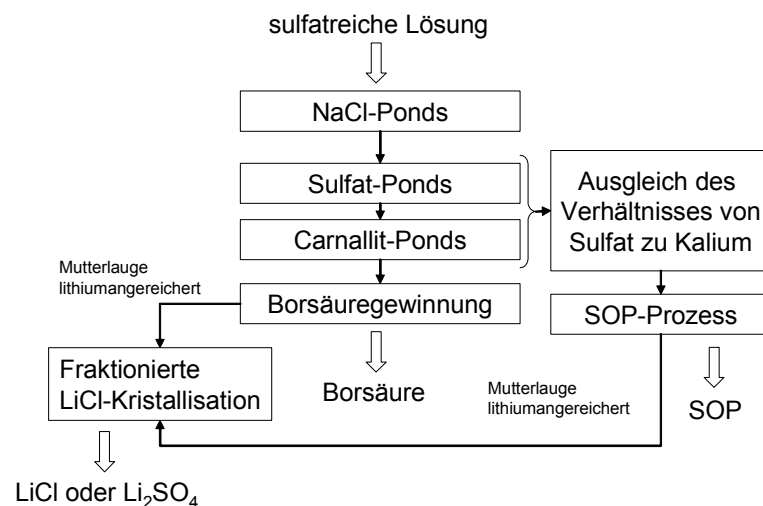 sulfatreiche Lösung
NaCl-Ponds
Sulfat-Ponds
Carnallit-Ponds
Ausgleich des
Verhältnisses von
Sulfat zu Kalium
Mutterlauge
lithiumangereichert
Borsäuregewinnung
SOP-Prozess
Fraktionierte
LiCl-Kristallisation
Borsäure
Mutterlauge
lithiumangereichert
SOP
LiCl oder Li₂SO₄